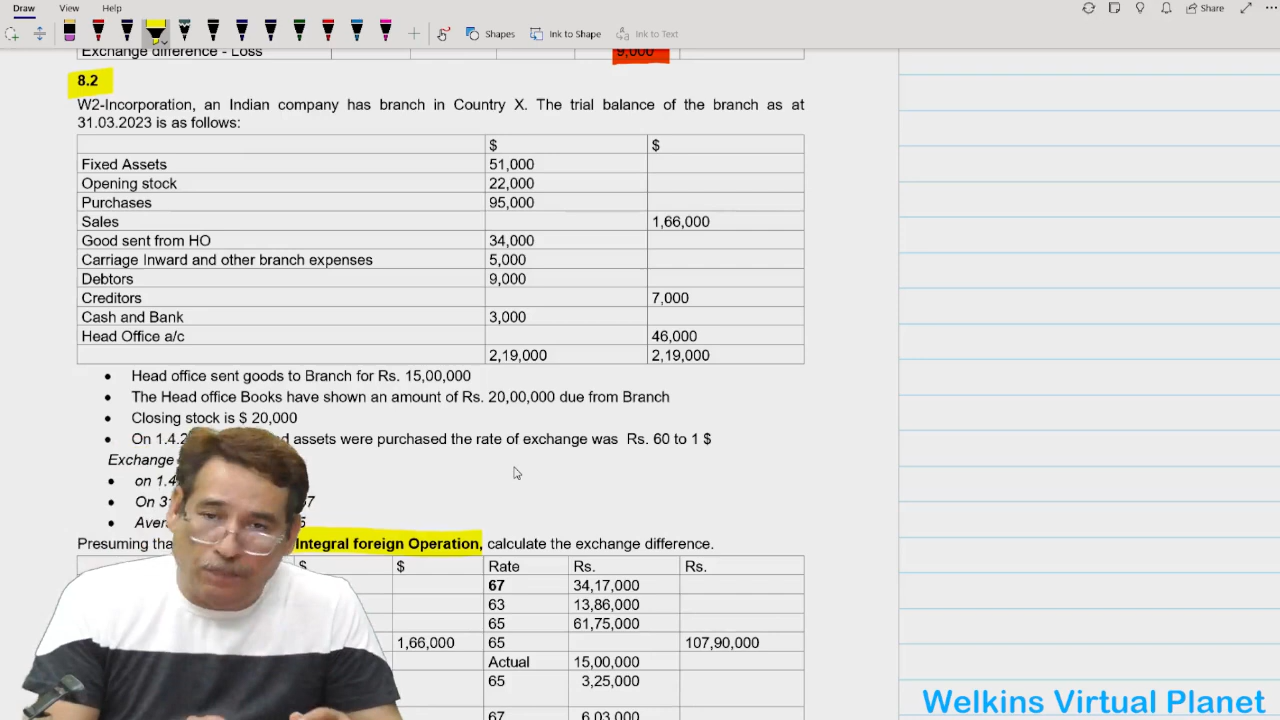 Draw View Share
Shapes Ink to Shape Ink to Text
Exchange difference - Loss 9,000
8.2
W2-Incorporation, an Indian company has branch in Country X. The trial balance of the branch as at
31.03.2023 is as follows:
$ $
Fixed Assets 51,000
Opening stock 22,000
Purchases 95,000
Sales 1,66,000
Good sent from HO 34,000
Carriage Inward and other branch expenses 5,000
Debtors 9,000
Creditors 7,000
Cash and Bank 3,000
Head Office a/c 46,000
2,19,000 2,19,000
• Head office sent goods to Branch for Rs. 15,00,000
• The Head office Books have shown an amount of Rs. 20,00,000 due from Branch
• Closing stock is $ 20,000
• On 1.4.2 assets were purchased the rate of exchange was Rs. 60 to 1 $
Exchange
• on 1.4
• On 3 7
• Aver 5
Presuming tha Integral foreign Operation, calculate the exchange difference.
$ $ Rate Rs. Rs.
67 34,17,000
63 13,86,000
65 61,75,000
1,66,000 65 107,90,000
Actual 15,00,000
65 3,25,000
67 6,03,000
Welkins Virtual Planet